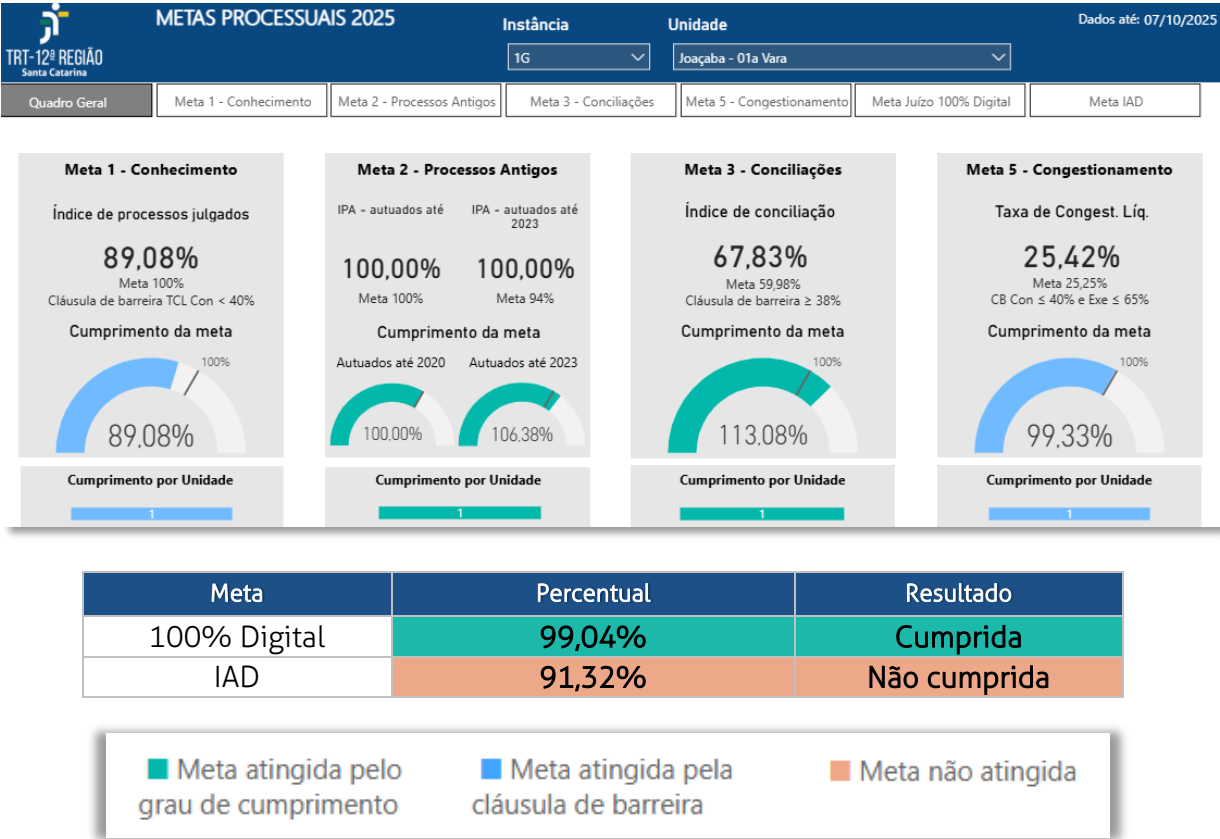 METAS PROCESSUAIS 2025
Instância
Unidade
Dados até: 07/10/2025
TRT-12ª REGIÃO
Santa Catarina
1G
Joaçaba - 01a Vara
Quadro Geral
Meta 1 - Conhecimento
Meta 2 - Processos Antigos
Meta 3 - Conciliações
Meta 5 - Congestionamento
Meta Juízo 100% Digital
Meta IAD
Meta 1 - Conhecimento
Índice de processos julgados
89,08%
Meta 100%
Cláusula de barreira TCL Con < 40%
Cumprimento da meta
100%
89,08%
Cumprimento por Unidade
1
Meta 2 - Processos Antigos
IPA - autuados até
IPA - autuados até
2023
100,00%
100,00%
Meta 100%
Meta 94%
Cumprimento da meta
Autuados até 2020
Autuados até 2023
100,00%
106,38%
Cumprimento por Unidade
1
Meta 3 - Conciliações
Índice de conciliação
67,83%
Meta 59,98%
Cláusula de barreira ≥ 38%
Cumprimento da meta
100%
113,08%
Cumprimento por Unidade
1
Meta 5 - Congestionamento
Taxa de Congest. Líq.
25,42%
Meta 25,25%
CB Con ≤ 40% e Exe ≤ 65%
Cumprimento da meta
100%
99,33%
Cumprimento por Unidade
1
Meta Percentual Resultado
100% Digital 99,04% Cumprida
IAD 91,32% Não cumprida
Meta atingida pelo
grau de cumprimento
Meta atingida pela
cláusula de barreira
Meta não atingida